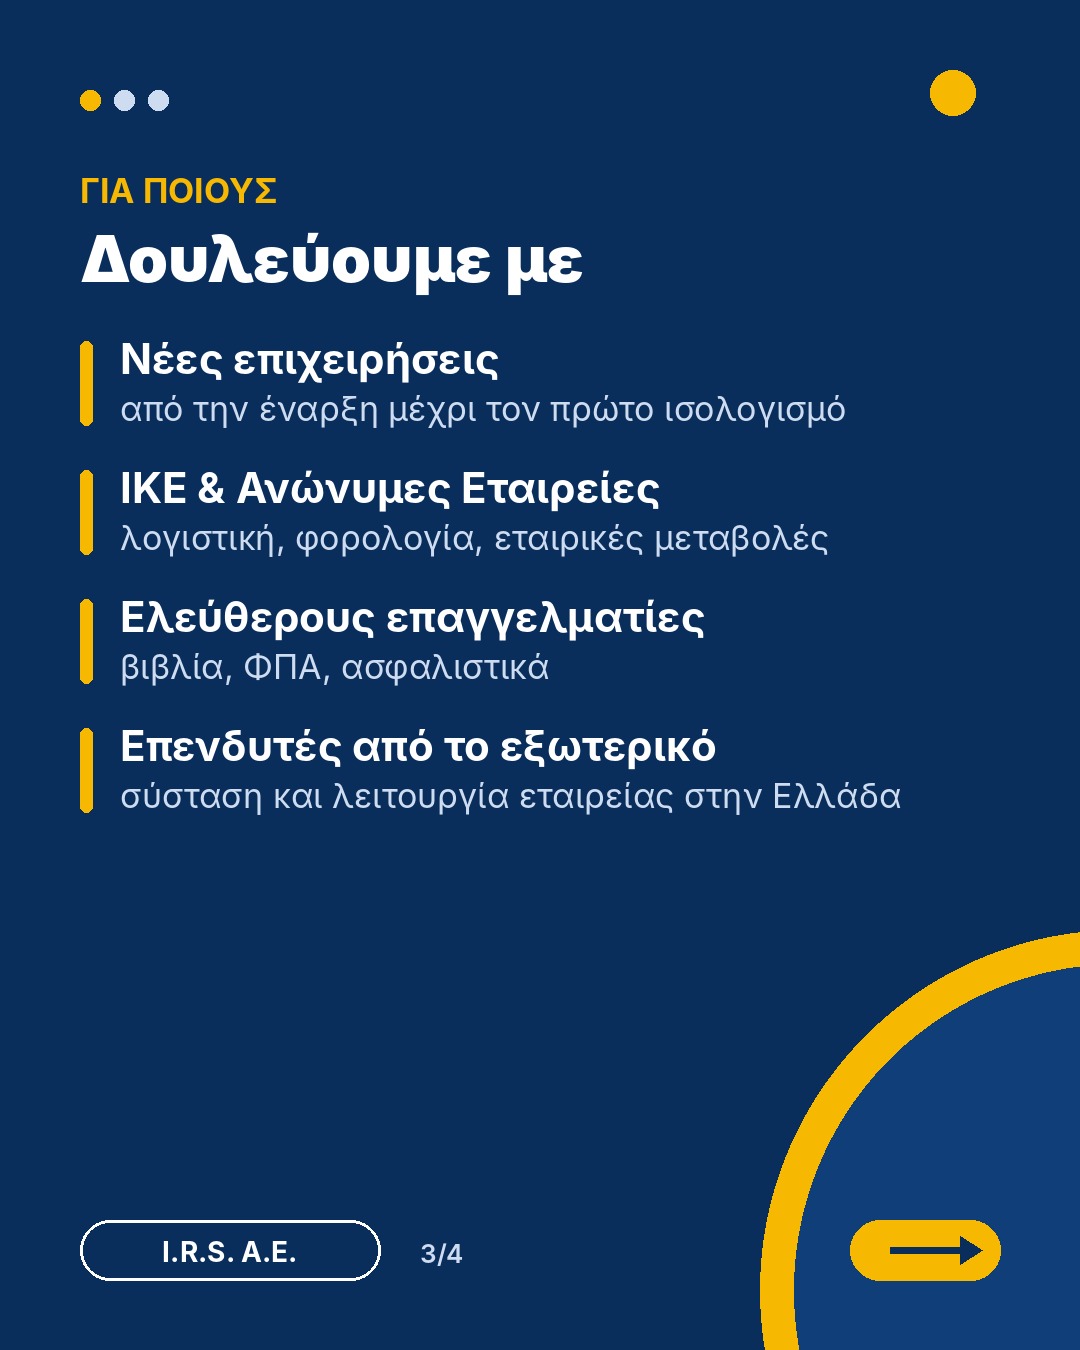 ΓΙΑ ΠΟΙΟΥΣ
Δουλεύουμε με
Νέες επιχειρήσεις
από την έναρξη μέχρι τον πρώτο ισολογισμό
ΙΚΕ & Ανώνυμες Εταιρείες
λογιστική, φορολογία, εταιρικές μεταβολές
Ελεύθερους επαγγελματίες
βιβλία, ΦΠΑ, ασφαλιστικά
Επενδυτές από το εξωτερικό
σύσταση και λειτουργία εταιρείας στην Ελλάδα
I.R.S. A.E.
3/4